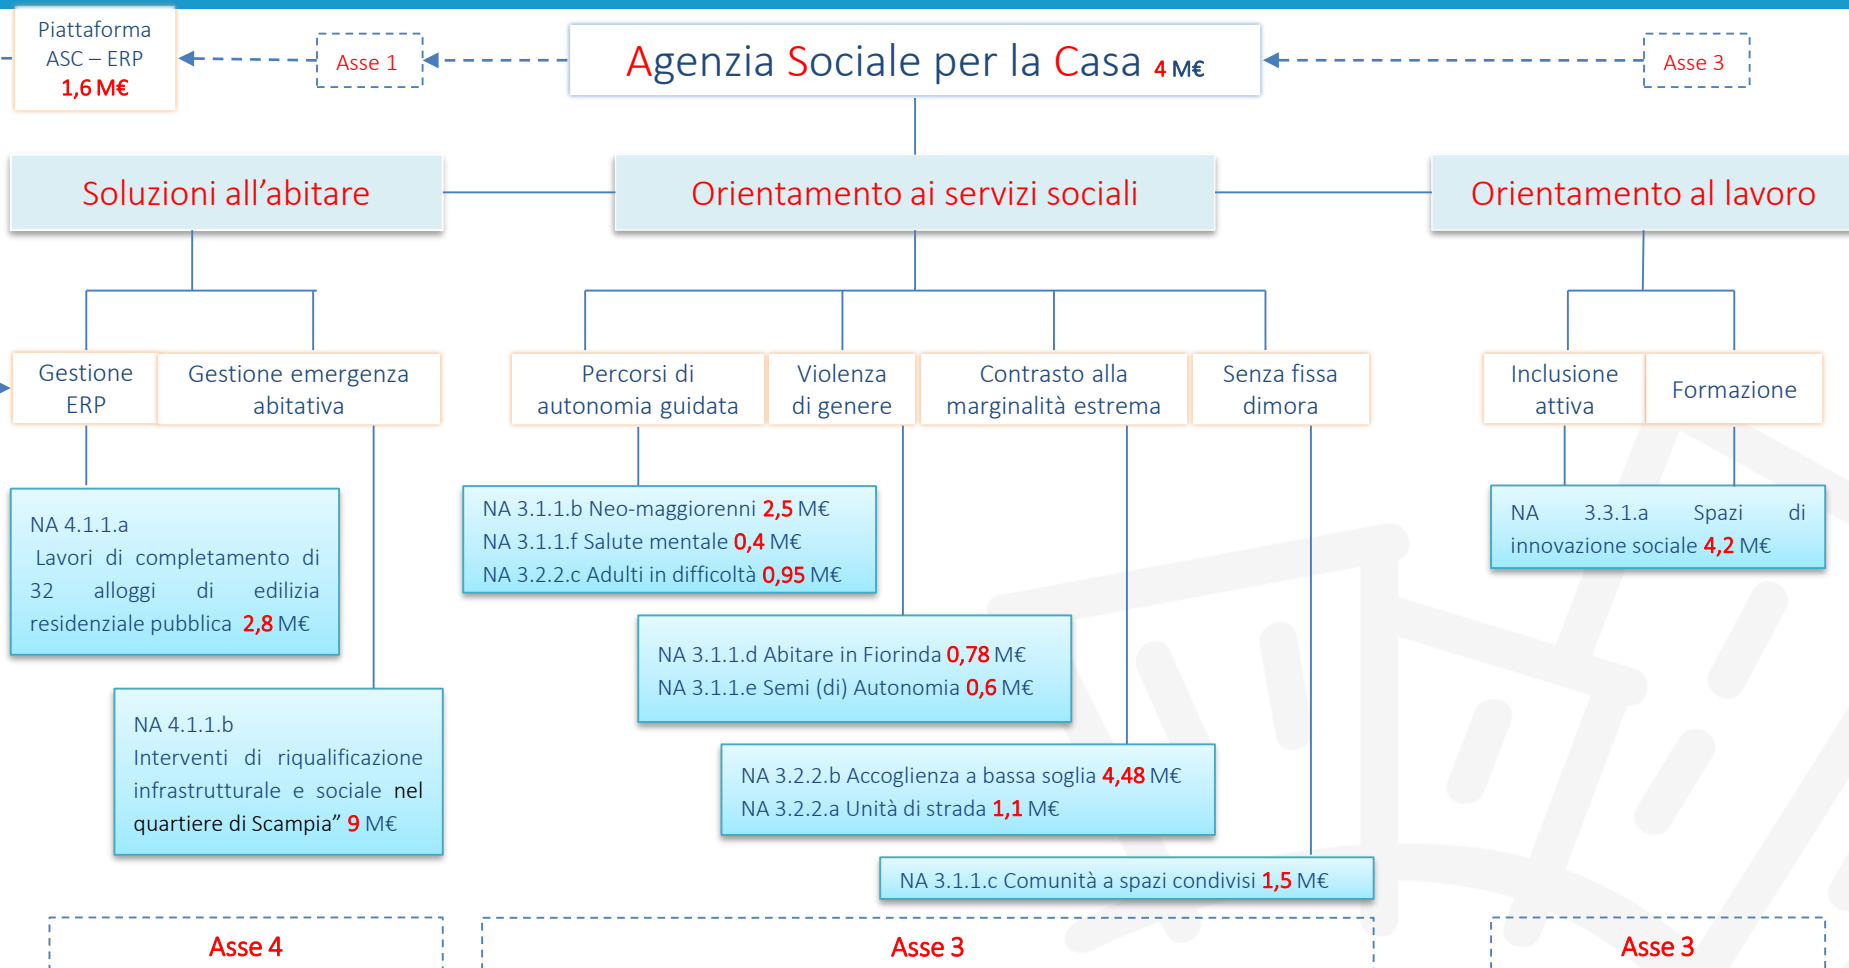 Piattaforma
ASC – ERP
1,6 M€
Asse 1
Agenzia Sociale per la Casa 4 M€
Asse 3
Soluzioni all’abitare
Orientamento ai servizi sociali
Orientamento al lavoro
Gestione
ERP
Gestione emergenza
abitativa
Percorsi di
autonomia guidata
Violenza
di genere
Contrasto alla
marginalità estrema
Senza fissa
dimora
Inclusione
attiva
Formazione
NA 4.1.1.a
Lavori di completamento di
32 alloggi di edilizia
residenziale pubblica 2,8 M€
NA 3.1.1.b Neo-maggiorenni 2,5 M€
NA 3.1.1.f Salute mentale 0,4 M€
NA 3.2.2.c Adulti in difficoltà 0,95 M€
NA 3.3.1.a Spazi di
innovazione sociale 4,2 M€
NA 3.1.1.d Abitare in Fiorinda 0,78 M€
NA 3.1.1.e Semi (di) Autonomia 0,6 M€
NA 4.1.1.b
Interventi di riqualificazione
infrastrutturale e sociale nel
quartiere di Scampia” 9 M€
NA 3.2.2.b Accoglienza a bassa soglia 4,48 M€
NA 3.2.2.a Unità di strada 1,1 M€
NA 3.1.1.c Comunità a spazi condivisi 1,5 M€
Asse 4
Asse 3
Asse 3